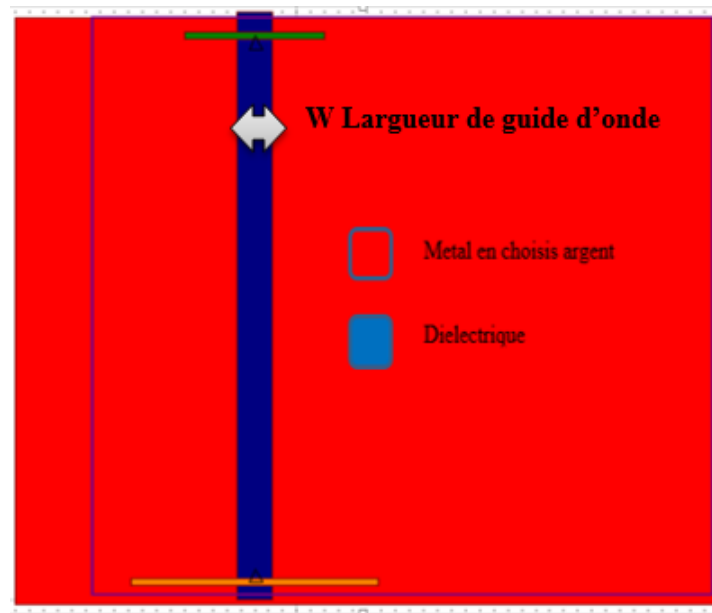 W Largueur de guide d’onde
Metal en choisis argent
Dielectrique